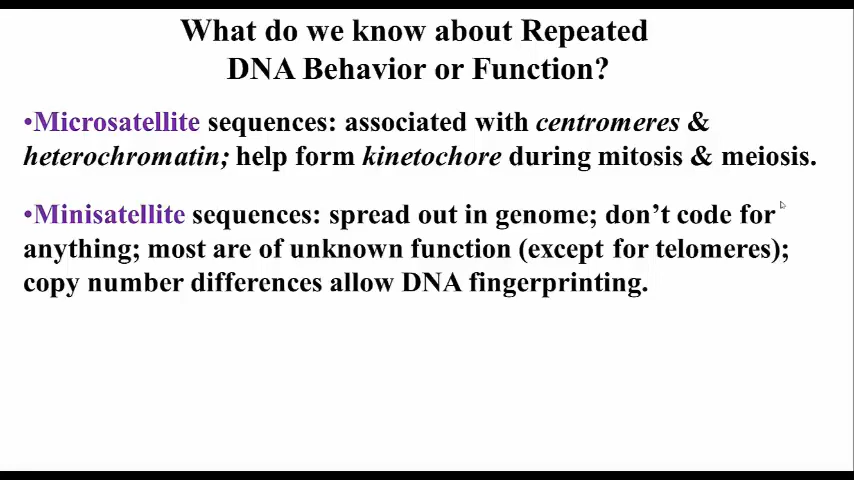 What do we know about Repeated
DNA Behavior or Function?
•Microsatellite sequences: associated with centromeres &
heterochromatin; help form kinetochore during mitosis & meiosis.
•Minisatellite sequences: spread out in genome; don’t code for
anything; most are of unknown function (except for telomeres);
copy number differences allow DNA fingerprinting.